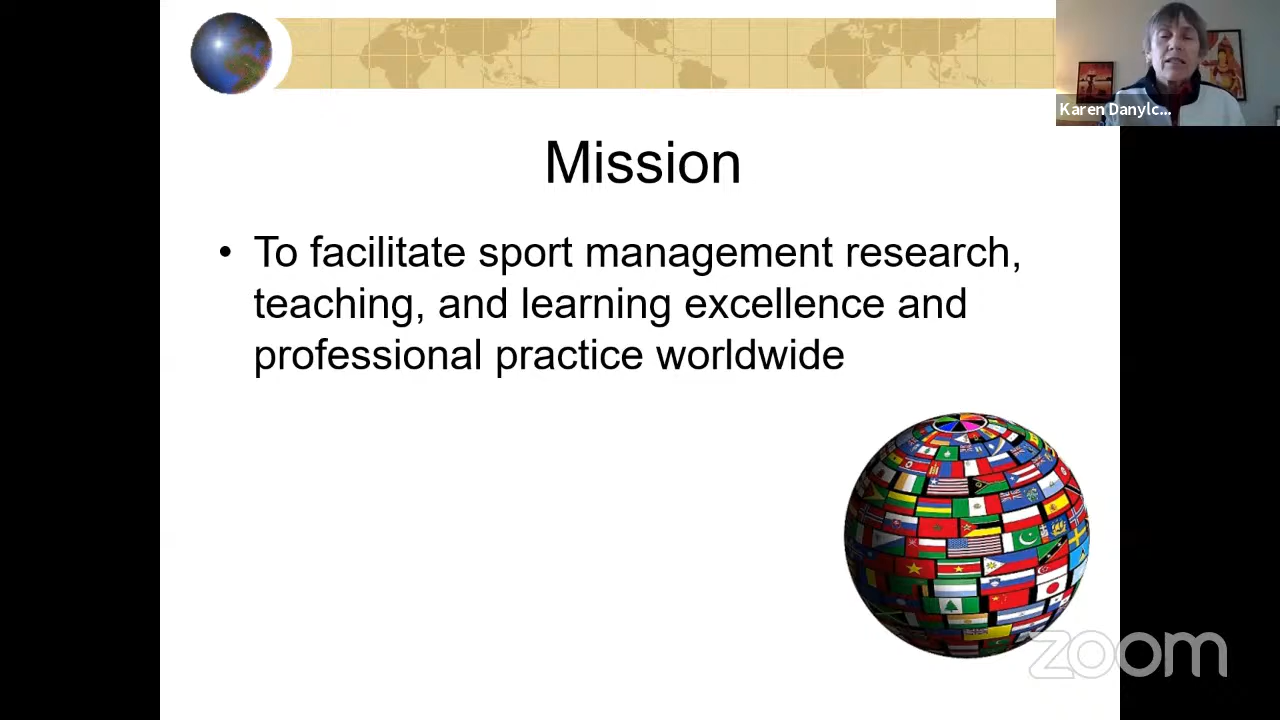 Karen Danylc...
Mission
• To facilitate sport management research,
teaching, and learning excellence and
professional practice worldwide
zoom